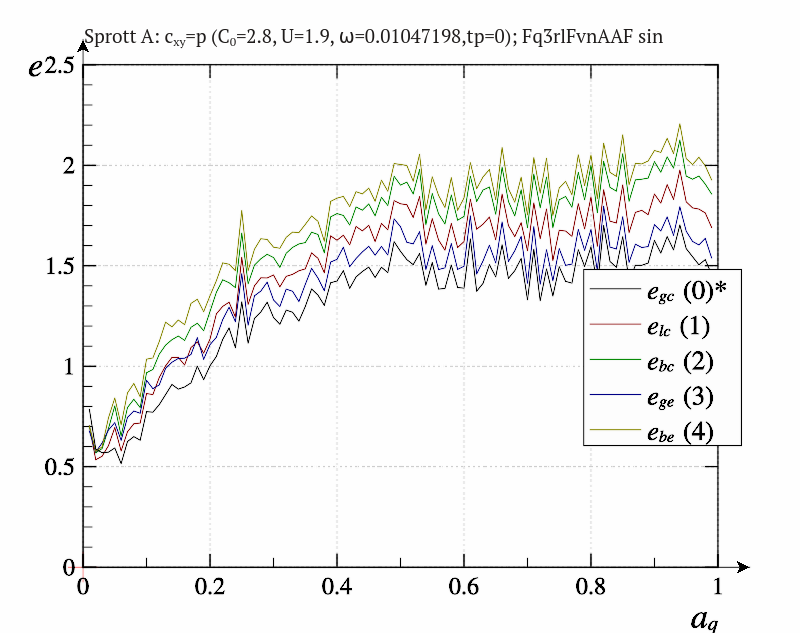 Sprott A: cxy=p (C0=2.8, U=1.9, ω=0.01047198,tp=0); Fq3rlFvnAAF sin
e
2.5
2
1.5
1
0.5
0
egc (0)*
elc (1)
ebc (2)
ege (3)
ebe (4)
0 0.2 0.4 0.6 0.8 1
aq